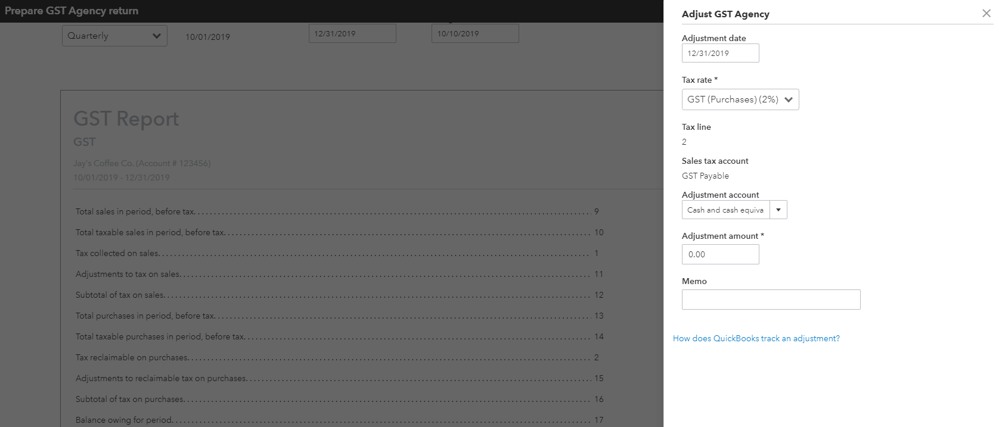 Prepare GST Agency return
Quarterly
10/01/2019
12/31/2019
10/10/2019
GST Report
GST
Jay's Coffee Co. (Account # 123456)
10/01/2019 - 12/31/2019
Total sales in period, before tax 9
Total taxable sales in period, before tax 10
Tax collected on sales 1
Adjustments to tax on sales 11
Subtotal of tax on sales 12
Total purchases in period, before tax 13
Total taxable purchases in period, before tax 14
Tax reclaimable on purchases 2
Adjustments to reclaimable tax on purchases 15
Subtotal of tax on purchases 16
Balance owing for period 17
Adjust GST Agency
Adjustment date
12/31/2019
Tax rate *
GST (Purchases) (2%)
Tax line
2
Sales tax account
GST Payable
Adjustment account
Cash and cash equiva
Adjustment amount *
0.00
Memo
How does QuickBooks track an adjustment?